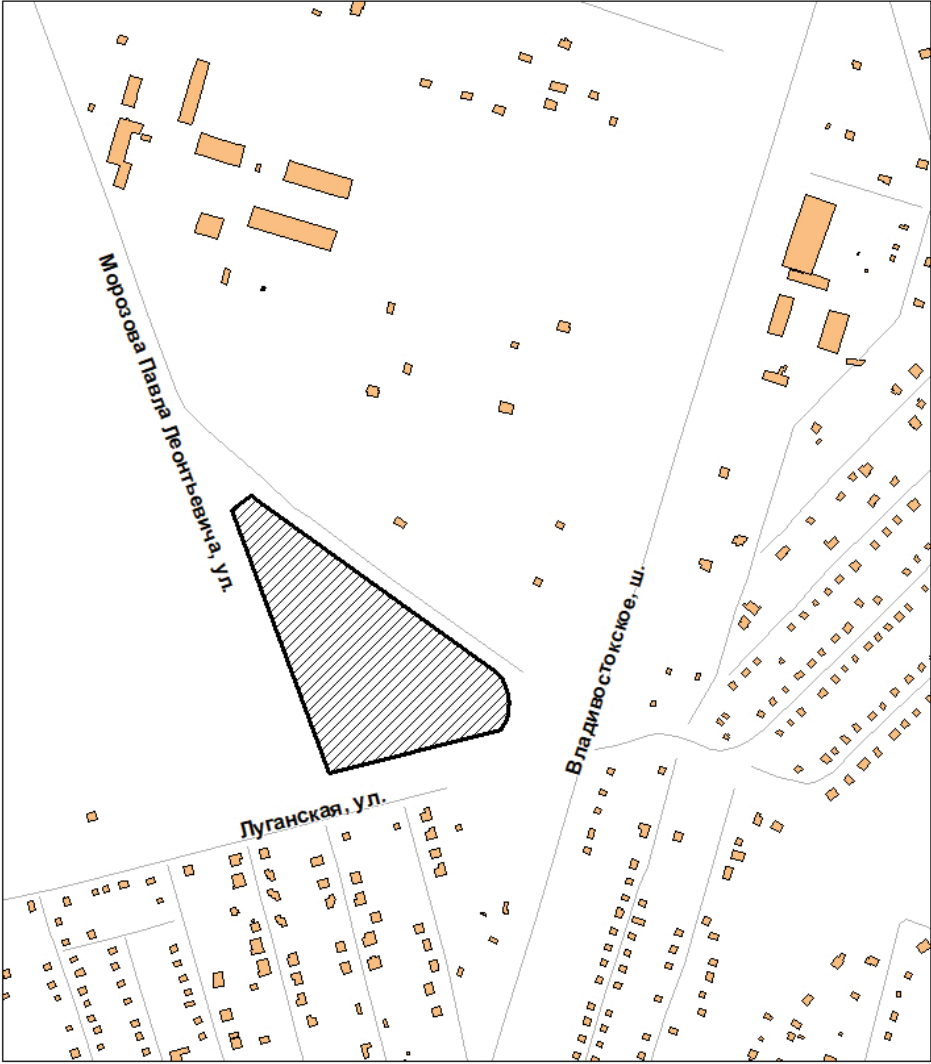 Морозова Павла Леонтьевича, ул.
Владивостокское, ш.
Луганская, ул.